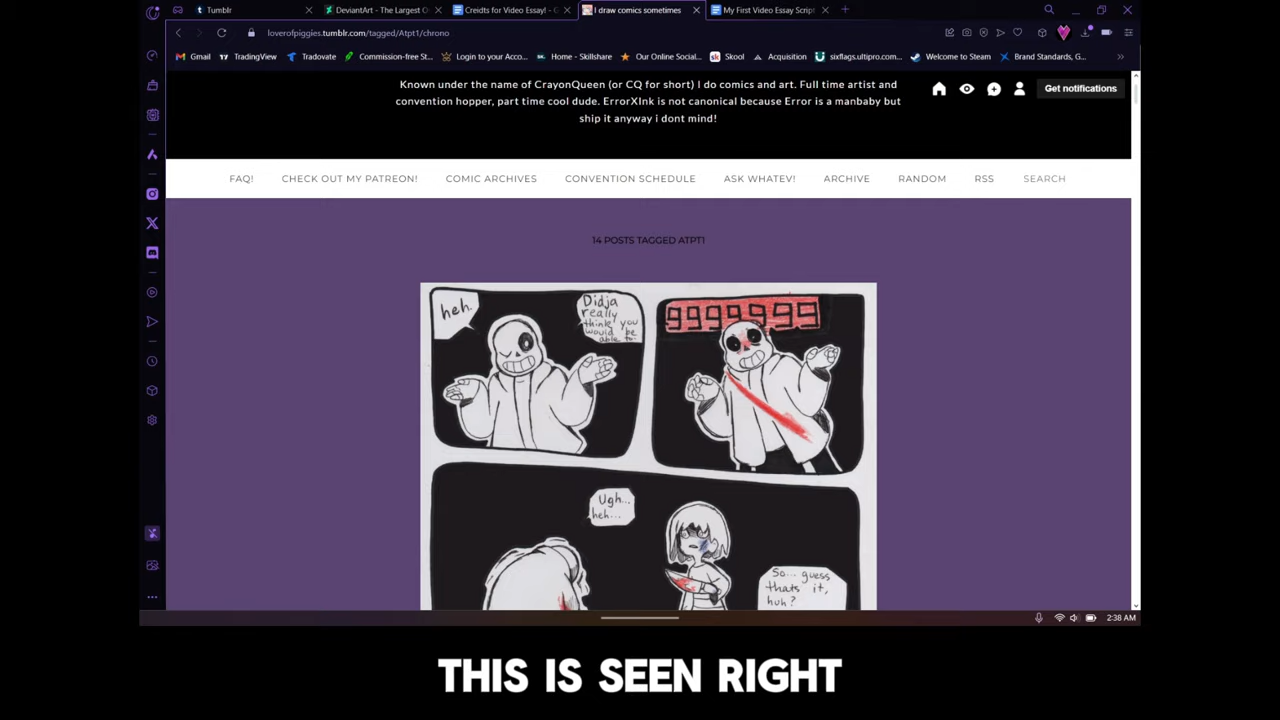 Tumblr
DeviantArt - The Largest O
Creidts for Video Essay! - G
I draw comics sometimes
My First Video Essay Script
loverofpiggies.tumblr.com/tagged/Atpt1/chrono
Gmail
TradingView
Tradovate
Commission-free St...
Login to your Acco...
Home - Skillshare
Our Online Social...
Skool
Acquisition
sixflags.ultipro.com...
Welcome to Steam
Brand Standards, G...
Known under the name of CrayonQueen (or CQ for short) I do comics and art. Full time artist and
convention hopper, part time cool dude. ErrorXInk is not canonical because Error is a manbaby but
ship it anyway i dont mind!
Get notifications
FAQ!
CHECK OUT MY PATREON!
COMIC ARCHIVES
CONVENTION SCHEDULE
ASK WHATEV!
ARCHIVE
RANDOM
RSS
SEARCH
14 POSTS TAGGED ATPT1
heh.
Didja
really
think you
would be
able to-
9999999
Ugh...
heh...
So... guess
thats it,
huh?
2:38 AM
THIS IS SEEN RIGHT